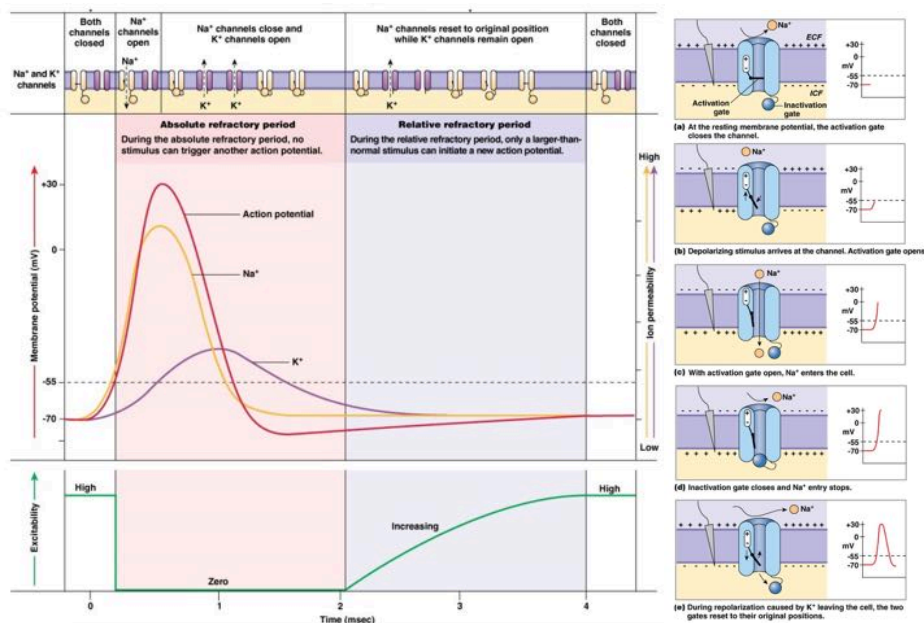 Both
channels
closed
Na⁺
channels
open
Na⁺ channels close and
K⁺ channels open
Na⁺ channels reset to original position
while K⁺ channels remain open
Both
channels
closed
Na⁺ and K⁺
channels
Na⁺
K⁺ K⁺
K⁺
Absolute refractory period
During the absolute refractory period, no
stimulus can trigger another action potential.
Relative refractory period
During the relative refractory period, only a larger-than-
normal stimulus can initiate a new action potential.
Membrane potential (mV)
+30
0
-55
-70
Action potential
Na⁺
K⁺
High
Ion permeability
Low
Excitability
High
Zero
Increasing
High
0 1 2 3 4
Time (msec)
Na⁺
ECF
ICF
Activation
gate
Inactivation
gate
+30
0
mV
-55
-70
(a) At the resting membrane potential, the activation gate
closes the channel.
Na⁺
+30
0
mV
-55
-70
(b) Depolarizing stimulus arrives at the channel. Activation gate opens
Na⁺
+30
0
mV
-55
-70
(c) With activation gate open, Na⁺ enters the cell.
Na⁺
+30
0
mV
-55
-70
(d) Inactivation gate closes and Na⁺ entry stops.
Na⁺
+30
0
mV
-55
-70
(e) During repolarization caused by K⁺ leaving the cell, the two
gates reset to their original positions.